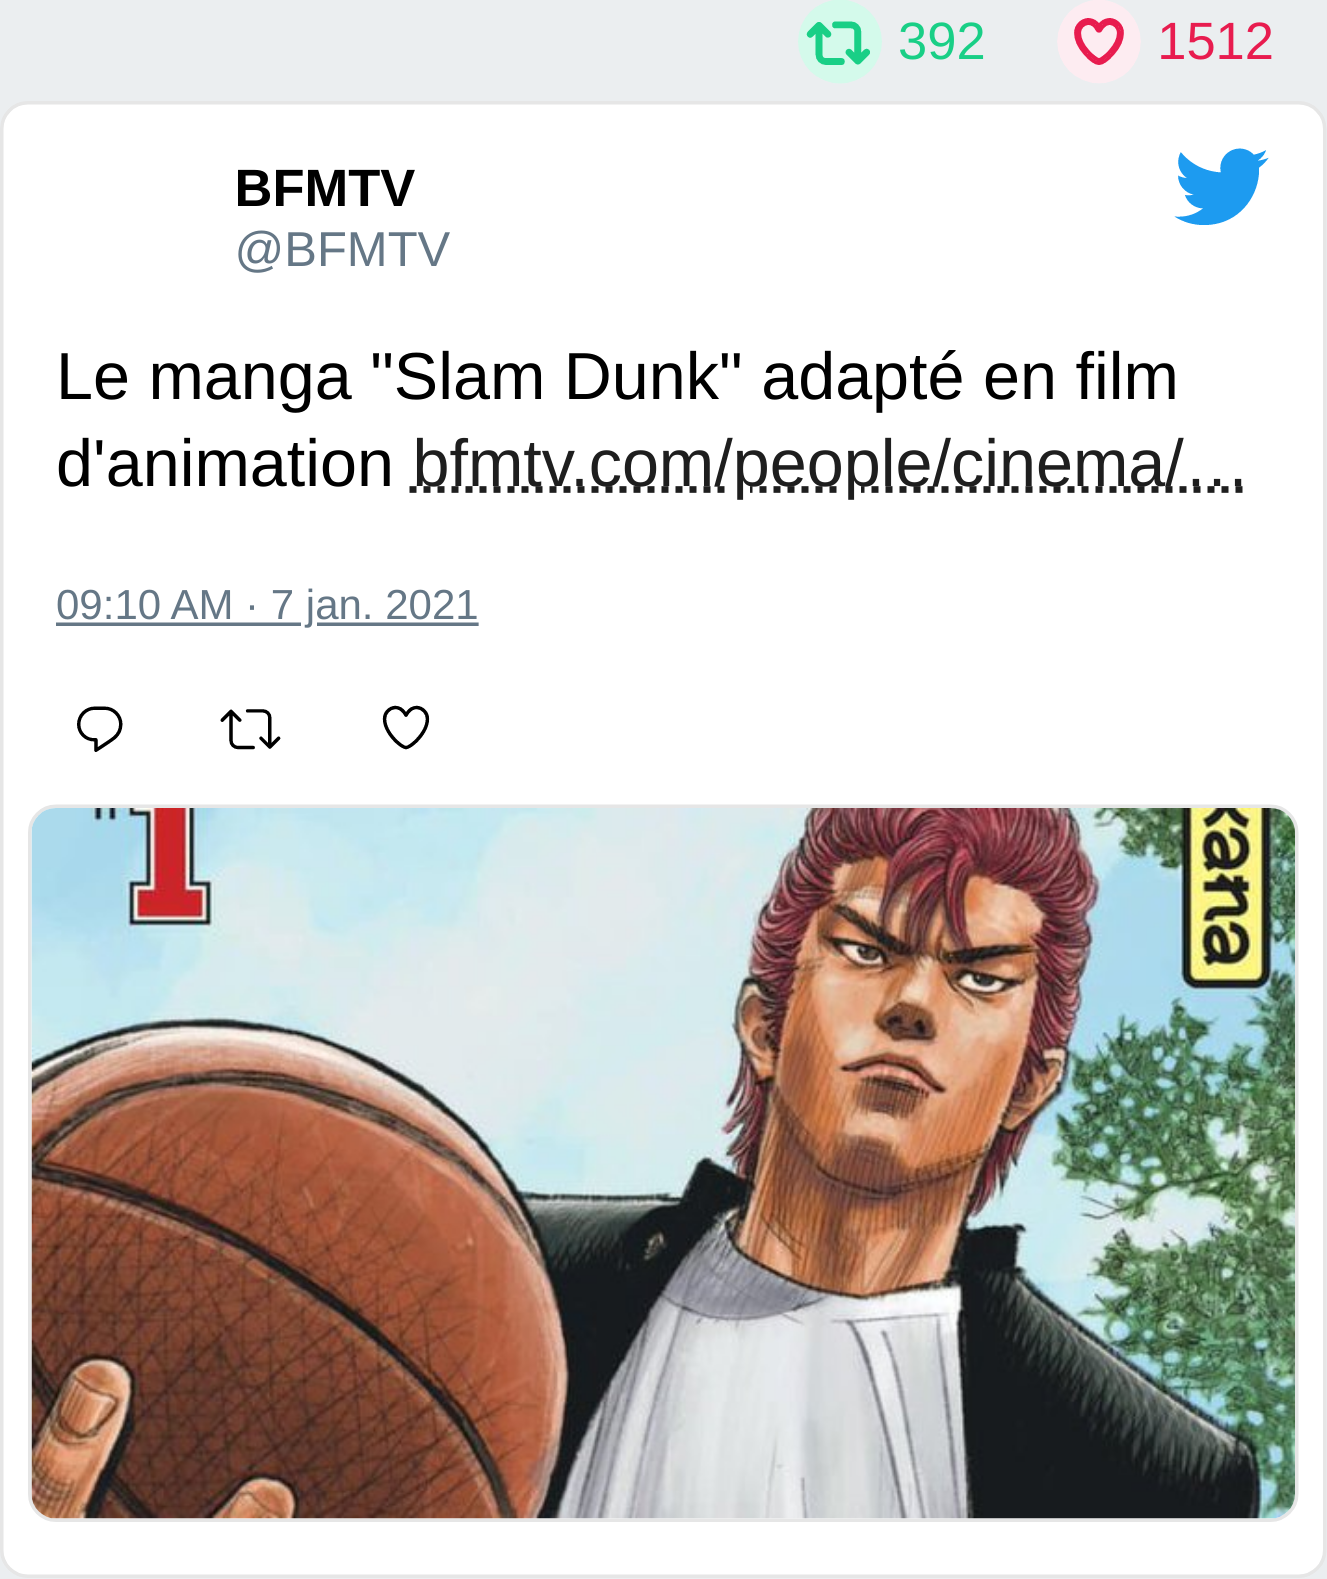 392 1512
BFMTV
@BFMTV
Le manga "Slam Dunk" adapté en film
d'animation bfmtv.com/people/cinema/…
09:10 AM · 7 jan. 2021
1
kana